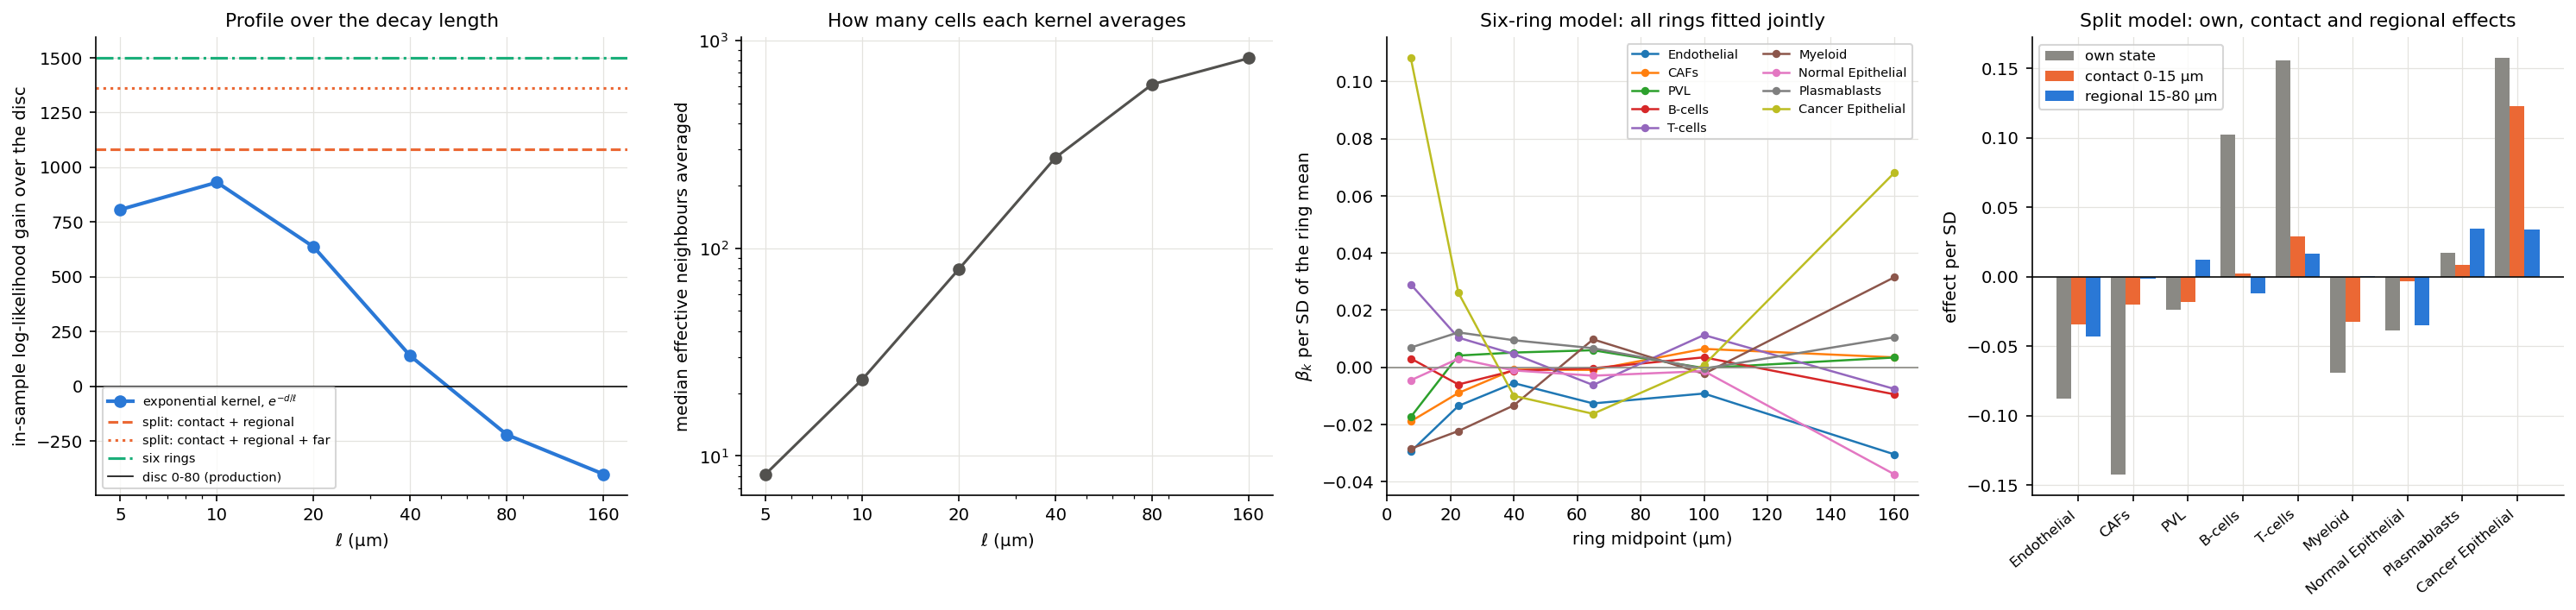 Profile over the decay length
in-sample log-likelihood gain over the disc
1500
1250
1000
750
500
250
0
−250
exponential kernel, e^{−d/ℓ}
split: contact + regional
split: contact + regional + far
six rings
disc 0-80 (production)
5 10 20 40 80 160
ℓ (μm)
How many cells each kernel averages
median effective neighbours averaged
10³
10²
10¹
5 10 20 40 80 160
ℓ (μm)
Six-ring model: all rings fitted jointly
βₖ per SD of the ring mean
0.10
0.08
0.06
0.04
0.02
0.00
−0.02
−0.04
Endothelial
CAFs
PVL
B-cells
T-cells
Myeloid
Normal Epithelial
Plasmablasts
Cancer Epithelial
0 20 40 60 80 100 120 140 160
ring midpoint (μm)
Split model: own, contact and regional effects
effect per SD
0.15
0.10
0.05
0.00
−0.05
−0.10
−0.15
own state
contact 0-15 μm
regional 15-80 μm
Endothelial
CAFs
PVL
B-cells
T-cells
Myeloid
Normal Epithelial
Plasmablasts
Cancer Epithelial